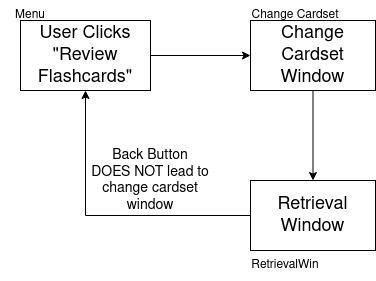 Menu
User Clicks
"Review
Flashcards"
Change Cardset
Change
Cardset
Window
Back Button
DOES NOT lead to
change cardset
window
Retrieval
Window
RetrievalWin